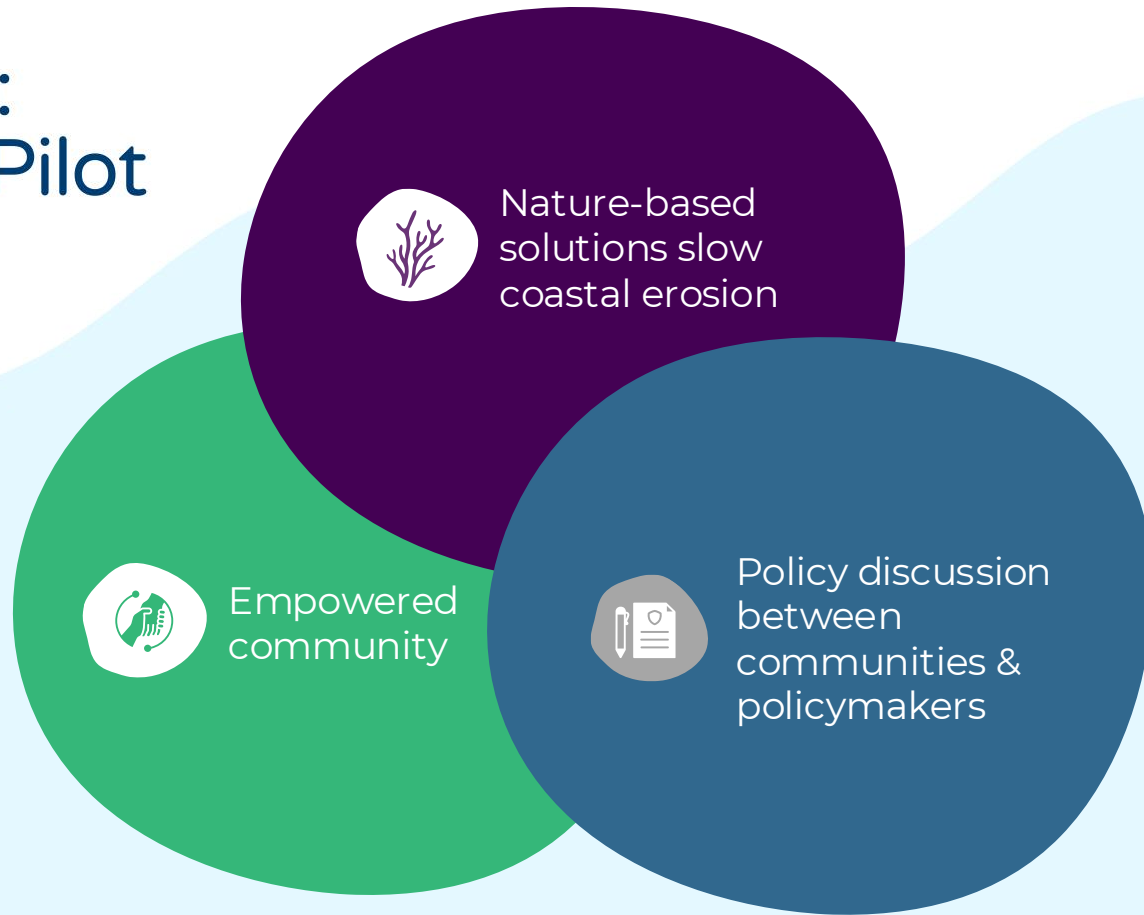 :
Pilot
Nature-based
solutions slow
coastal erosion
Empowered
community
Policy discussion
between
communities &
policymakers